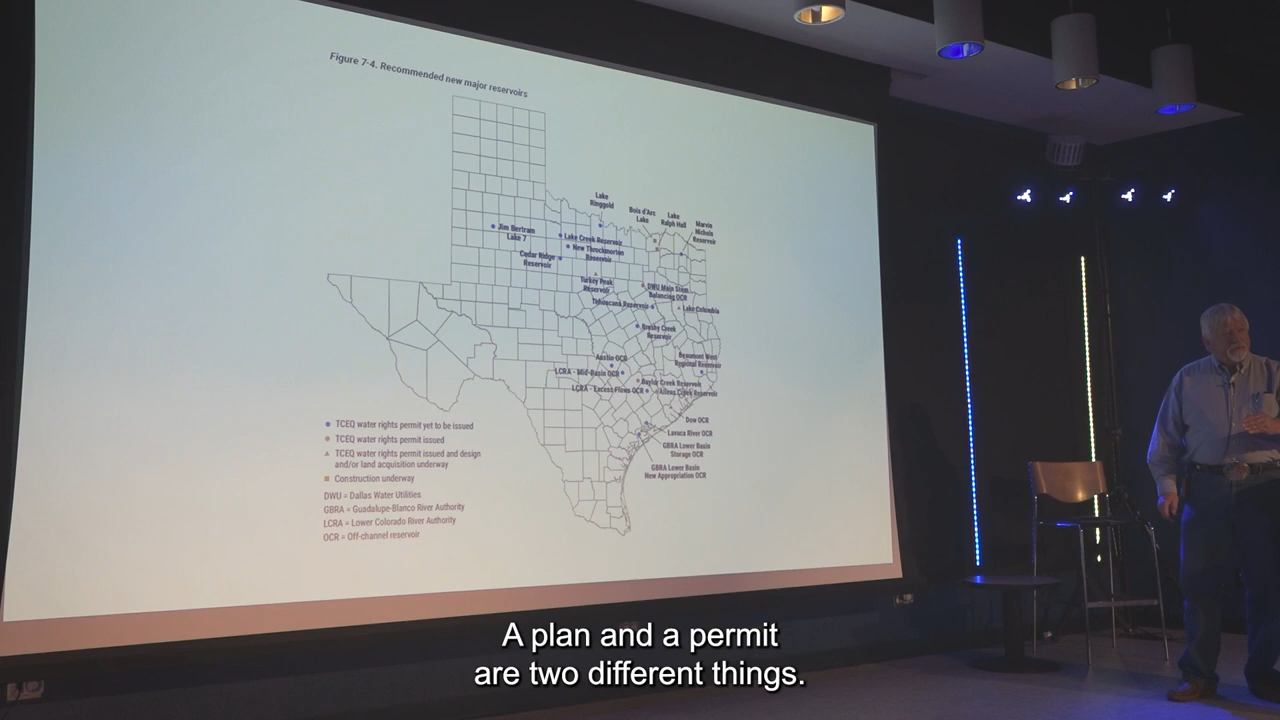 Figure 7-4. Recommended new major reservoirs
Lake
Ringgold
Bois d'Arc
Lake
Lake
Ralph Hall
Marvin
Nichols
Reservoir
Jim Bertram
Lake 7
Lake Creek Reservoir
New Throckmorton
Reservoir
Cedar Ridge
Reservoir
Turkey Peak
Reservoir
DWU Main Stem
Balancing OCR
Tehuacana Reservoir
Lake Columbia
Brushy Creek
Reservoir
Austin OCR
Beaumont West
Regional Reservoir
LCRA - Mid-Basin OCR
Baylor Creek Reservoir
LCRA - Excess Flows OCR
Allens Creek Reservoir
Dow OCR
Lavaca River OCR
GBRA Lower Basin
Storage OCR
GBRA Lower Basin
New Appropriation OCR
TCEQ water rights permit yet to be issued
TCEQ water rights permit issued
TCEQ water rights permit issued and design
and/or land acquisition underway
Construction underway
DWU = Dallas Water Utilities
GBRA = Guadalupe-Blanco River Authority
LCRA = Lower Colorado River Authority
OCR = Off-channel reservoir
A plan and a permit
are two different things.